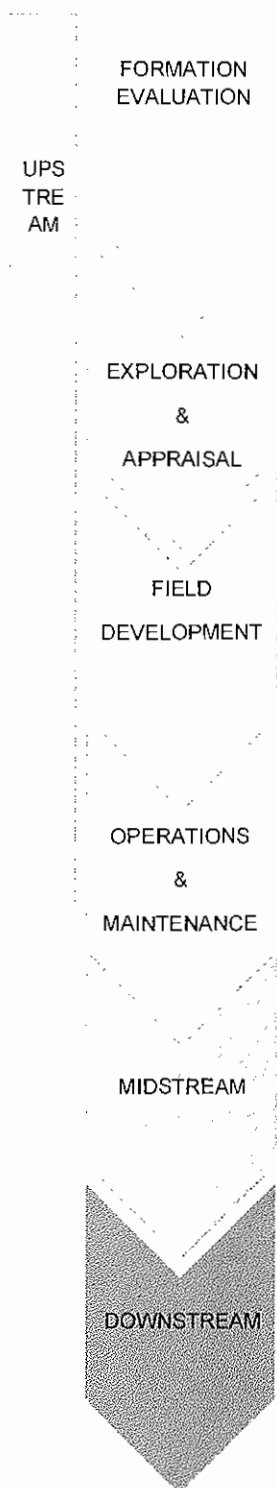 FORMATION
EVALUATION
UPS
TRE
AM
EXPLORATION
&
APPRAISAL
FIELD
DEVELOPMENT
OPERATIONS
&
MAINTENANCE
MIDSTREAM
DOWNSTREAM